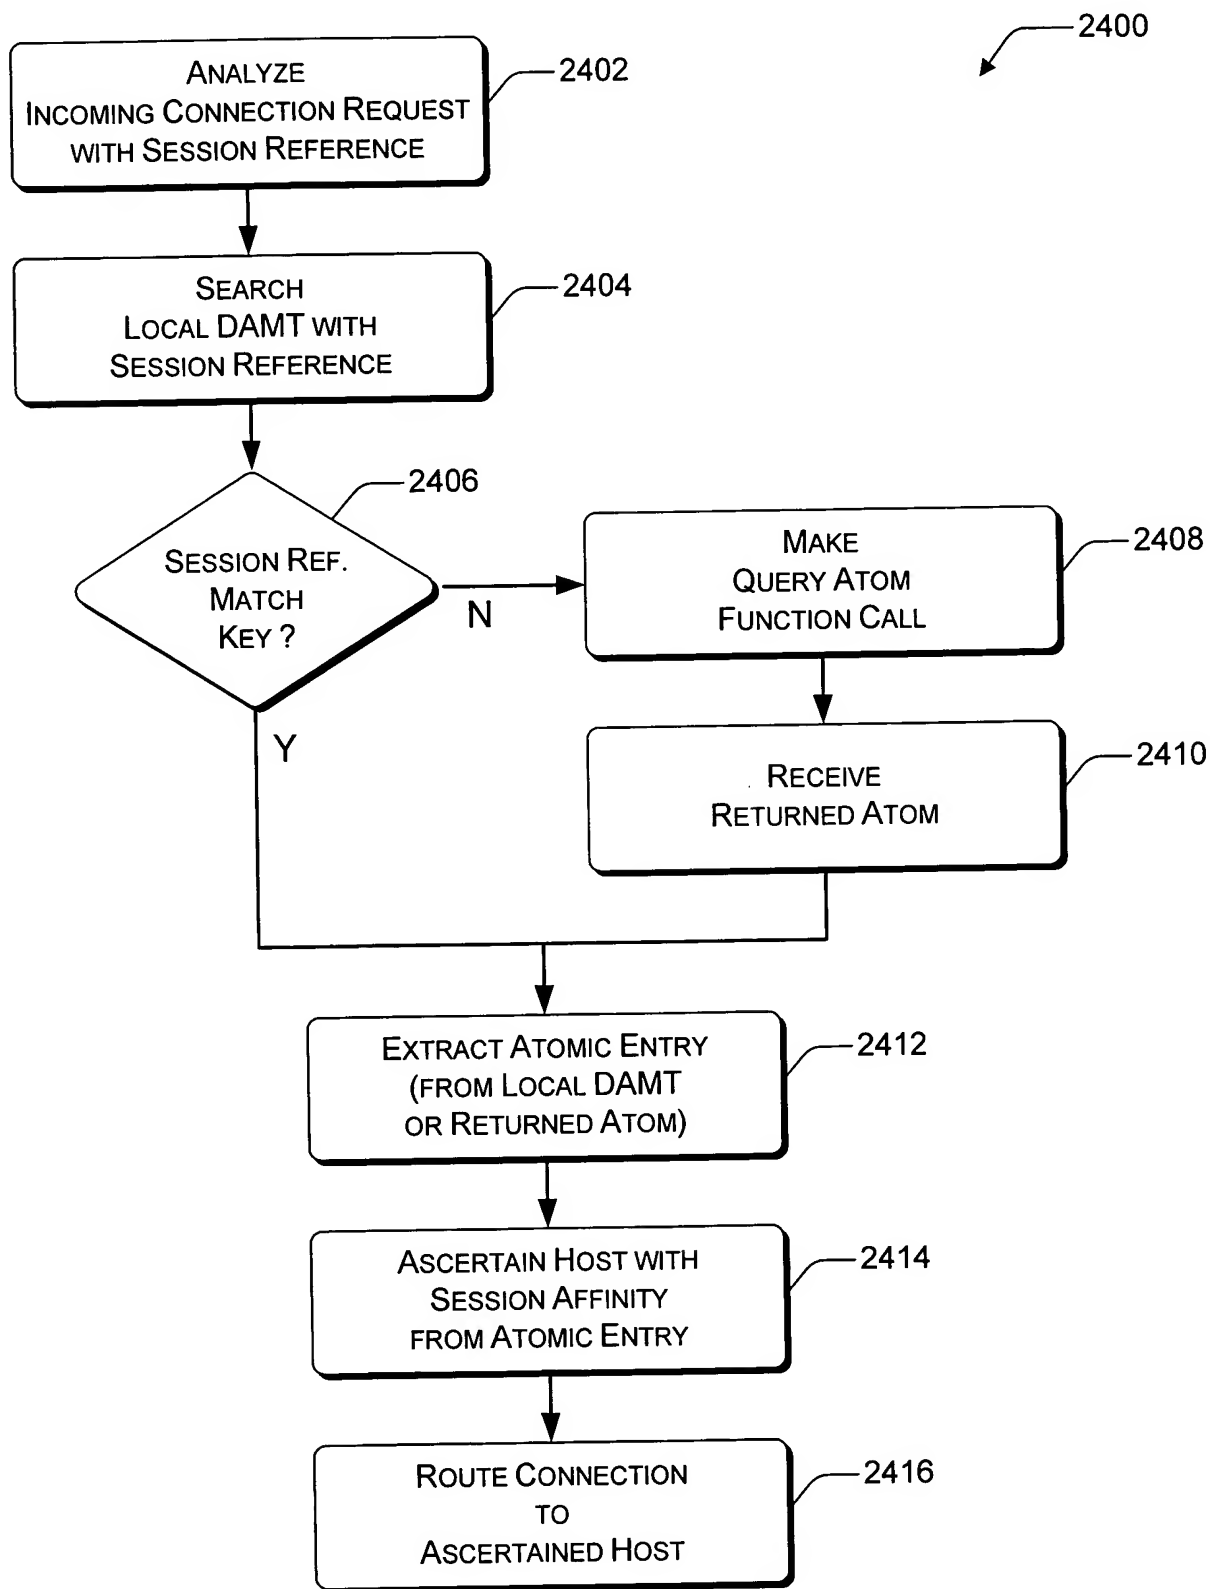 2400
ANALYZE
INCOMING CONNECTION REQUEST
WITH SESSION REFERENCE
2402
SEARCH
LOCAL DAMT WITH
SESSION REFERENCE
2404
SESSION REF.
MATCH
KEY ?
2406
N
Y
MAKE
QUERY ATOM
FUNCTION CALL
2408
RECEIVE
RETURNED ATOM
2410
EXTRACT ATOMIC ENTRY
(FROM LOCAL DAMT
OR RETURNED ATOM)
2412
ASCERTAIN HOST WITH
SESSION AFFINITY
FROM ATOMIC ENTRY
2414
ROUTE CONNECTION
TO
ASCERTAINED HOST
2416